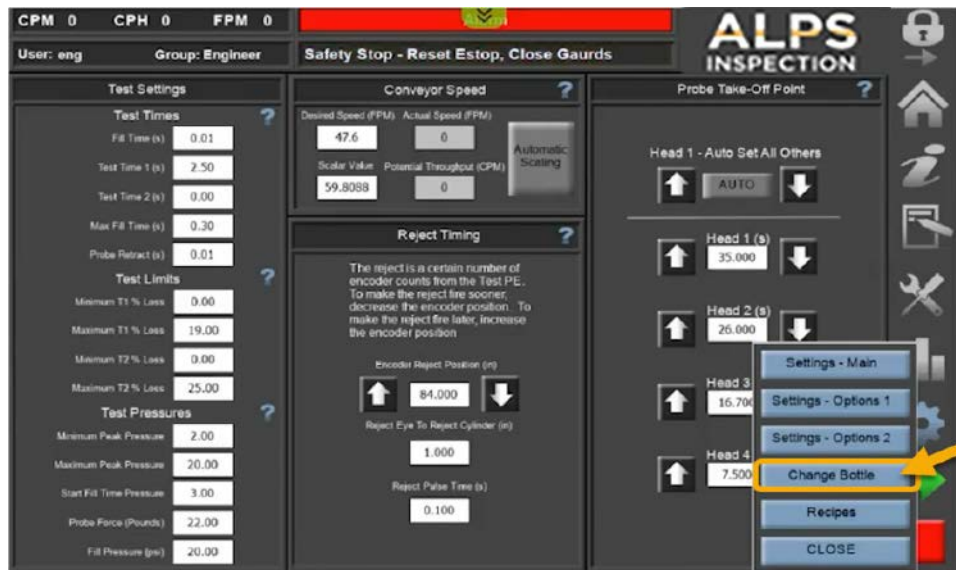 CPM 0 CPH 0 FPM 0
User: eng Group: Engineer
Safety Stop - Reset Estop, Close Gaurds
ALPS
INSPECTION
Test Settings ?
Test Times ?
Fill Time (s) 0.01
Test Time 1 (s) 2.50
Test Time 2 (s) 0.00
Max Fill Time (s) 0.30
Probe Retract (s) 0.01
Test Limits ?
Minimum T1 % Loss 0.00
Maximum T1 % Loss 19.00
Minimum T2 % Loss 0.00
Maximum T2 % Loss 25.00
Test Pressures ?
Minimum Peak Pressure 2.00
Maximum Peak Pressure 20.00
Start Fill Time Pressure 3.00
Probe Force (Pounds) 22.00
Fill Pressure (psi) 20.00
Conveyor Speed ?
Desired Speed (FPM) Actual Speed (FPM)
47.6 0
Automatic
Scaling
Scalar Value Potential Throughput (CPM)
59.8088 0
Reject Timing ?
The reject is a certain number of
encoder counts from the Test PE.
To make the reject fire sooner,
decrease the encoder position. To
make the reject fire later, increase
the encoder position
Encoder Reject Position (in)
84.000
Reject Eye To Reject Cylinder (in)
1.000
Reject Pulse Time (s)
0.100
Probe Take-Off Point ?
Head 1 - Auto Set All Others
AUTO
Head 1 (s)
35.000
Head 2 (s)
26.000
Head 3
16.700
Head 4
7.500
Settings - Main
Settings - Options 1
Settings - Options 2
Change Bottle
Recipes
CLOSE